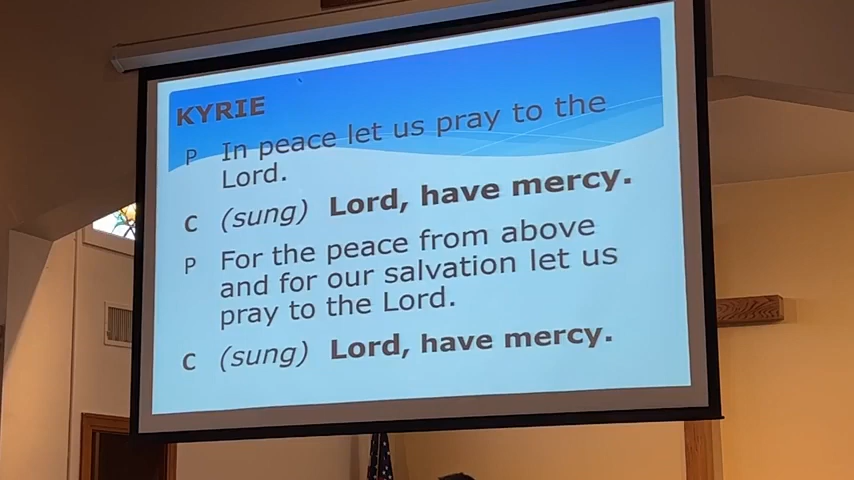 KYRIE
P In peace let us pray to the
Lord.
C (sung) Lord, have mercy.
P For the peace from above
and for our salvation let us
pray to the Lord.
C (sung) Lord, have mercy.